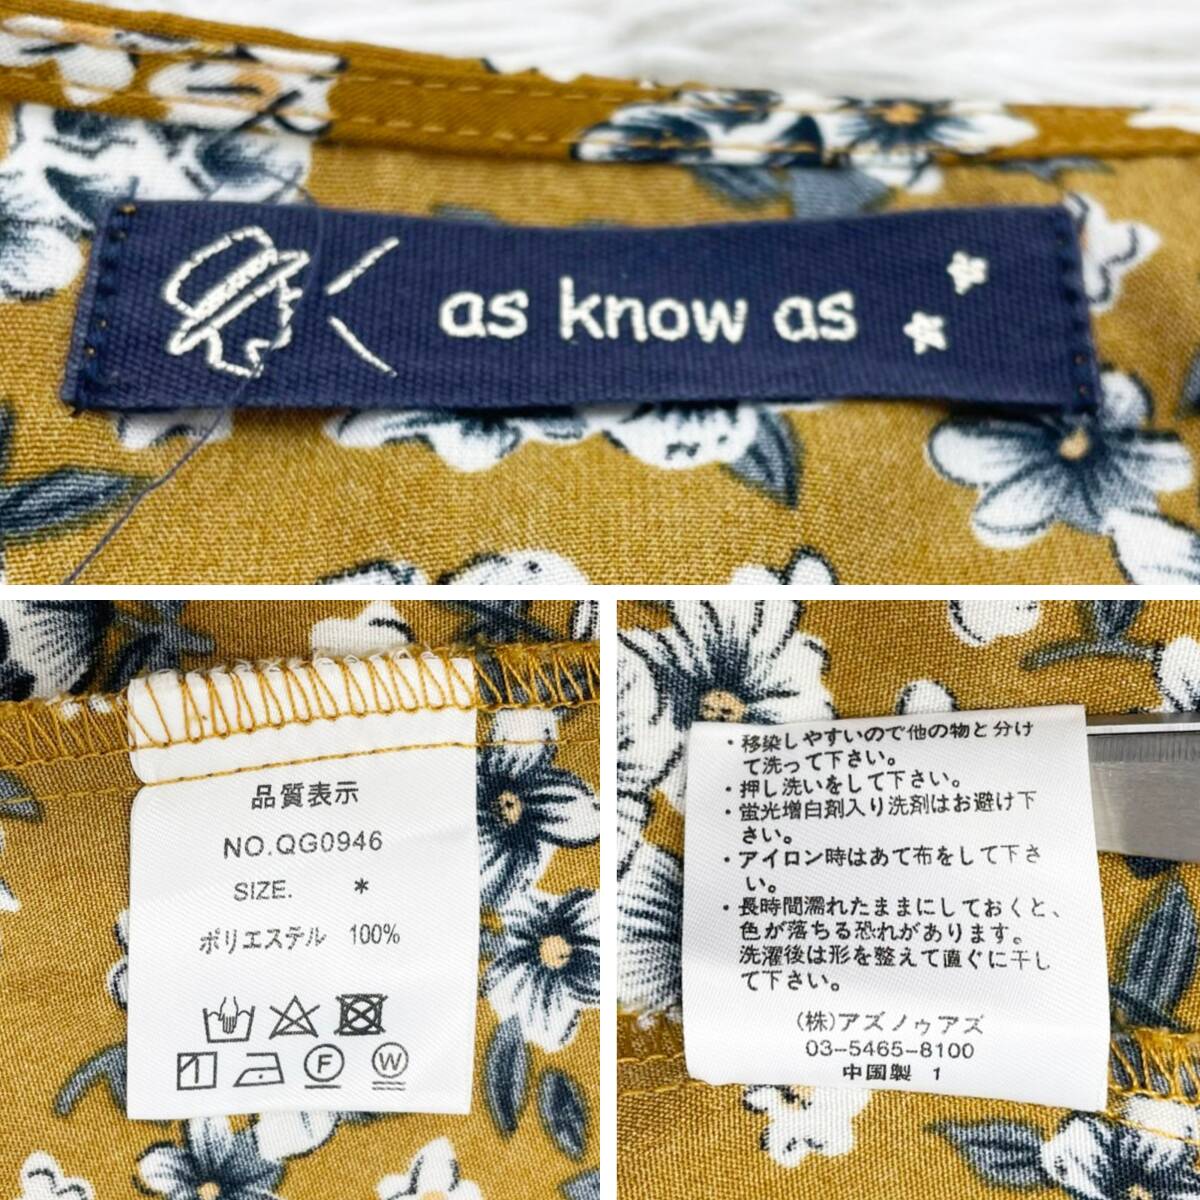 as know as
品質表示
NO.QG0946
SIZE. *
ポリエステル 100%
F W
・移染しやすいので他の物と分け
て洗って下さい。
・押し洗いをして下さい。
・蛍光増白剤入り洗剤はお避け下
さい。
・アイロン時はあて布をして下さ
い。
・長時間濡れたままにしておくと、
色が落ちる恐れがあります。
洗濯後は形を整えて直ぐに干し
て下さい。
(株)アズノゥアズ
03-5465-8100
中国製 1